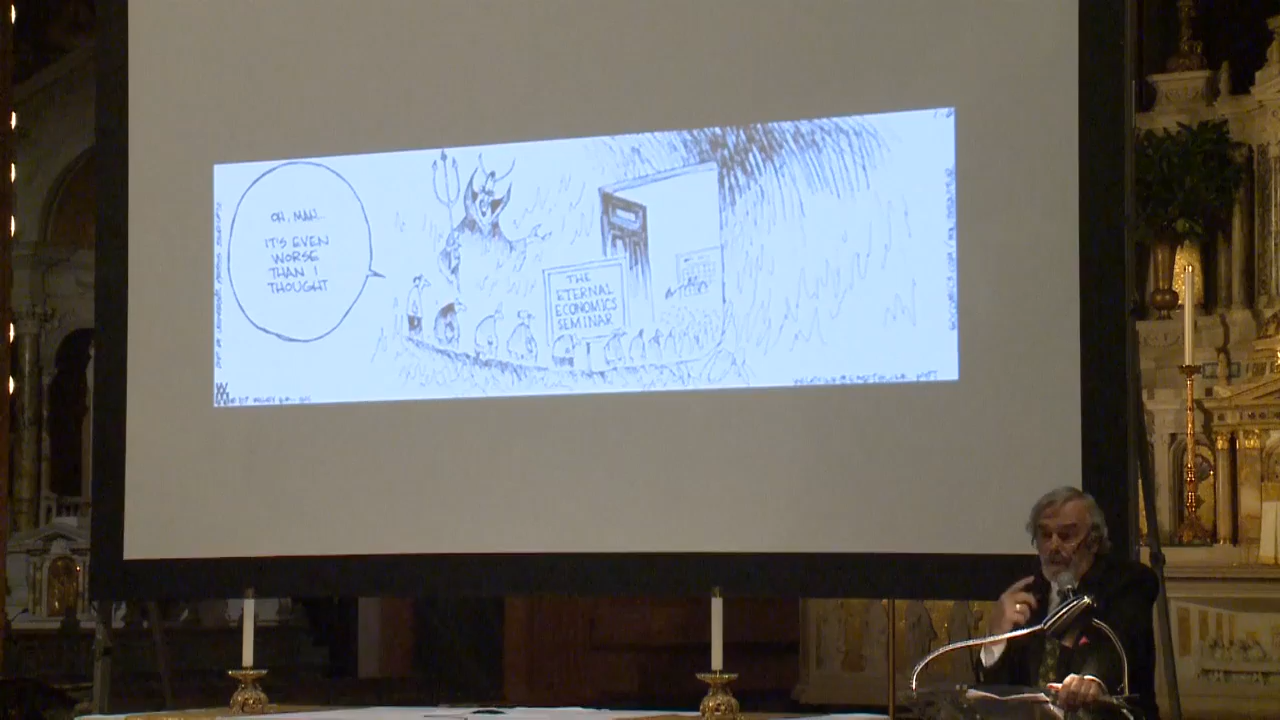 OH, MAN...
IT'S EVEN
WORSE
THAN I
THOUGHT
THE
ETERNAL
ECONOMICS
SEMINAR